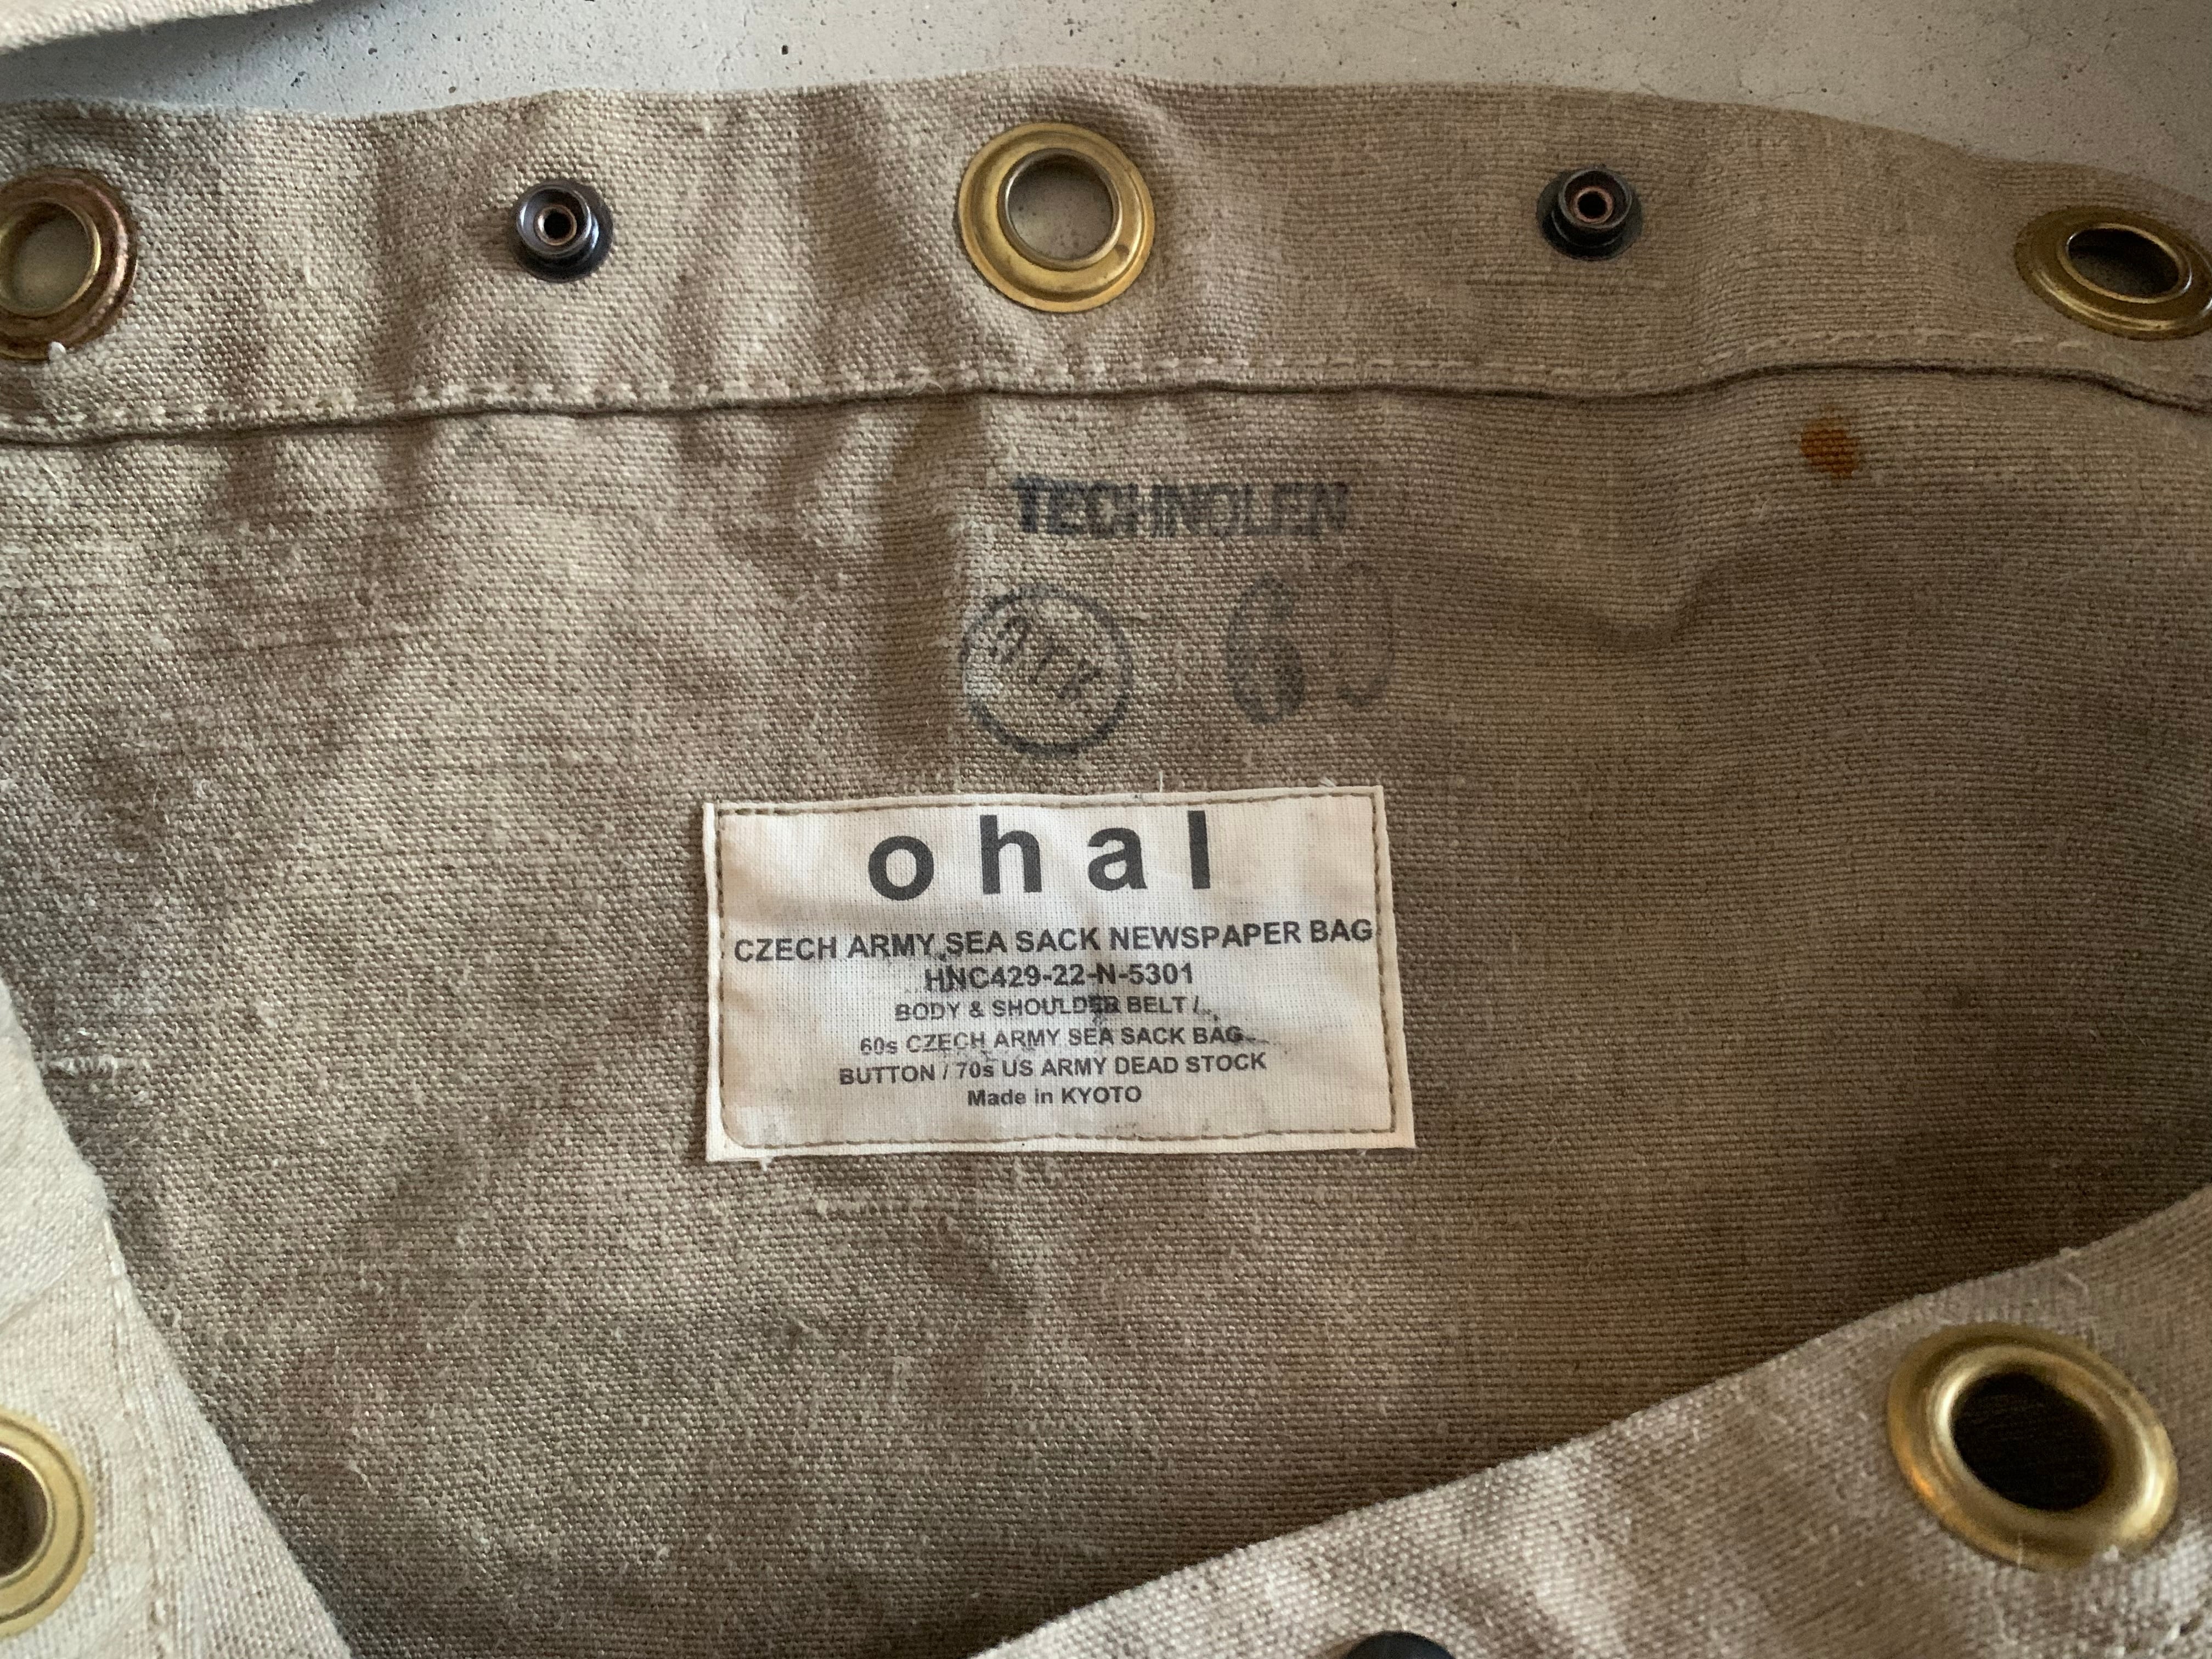 TECHNOLEN
60
o h a l
CZECH ARMY SEA SACK NEWSPAPER BAG
HNC429-22-N-5301
BODY & SHOULDER BELT /
60s CZECH ARMY SEA SACK BAG
BUTTON / 70s US ARMY DEAD STOCK
Made in KYOTO